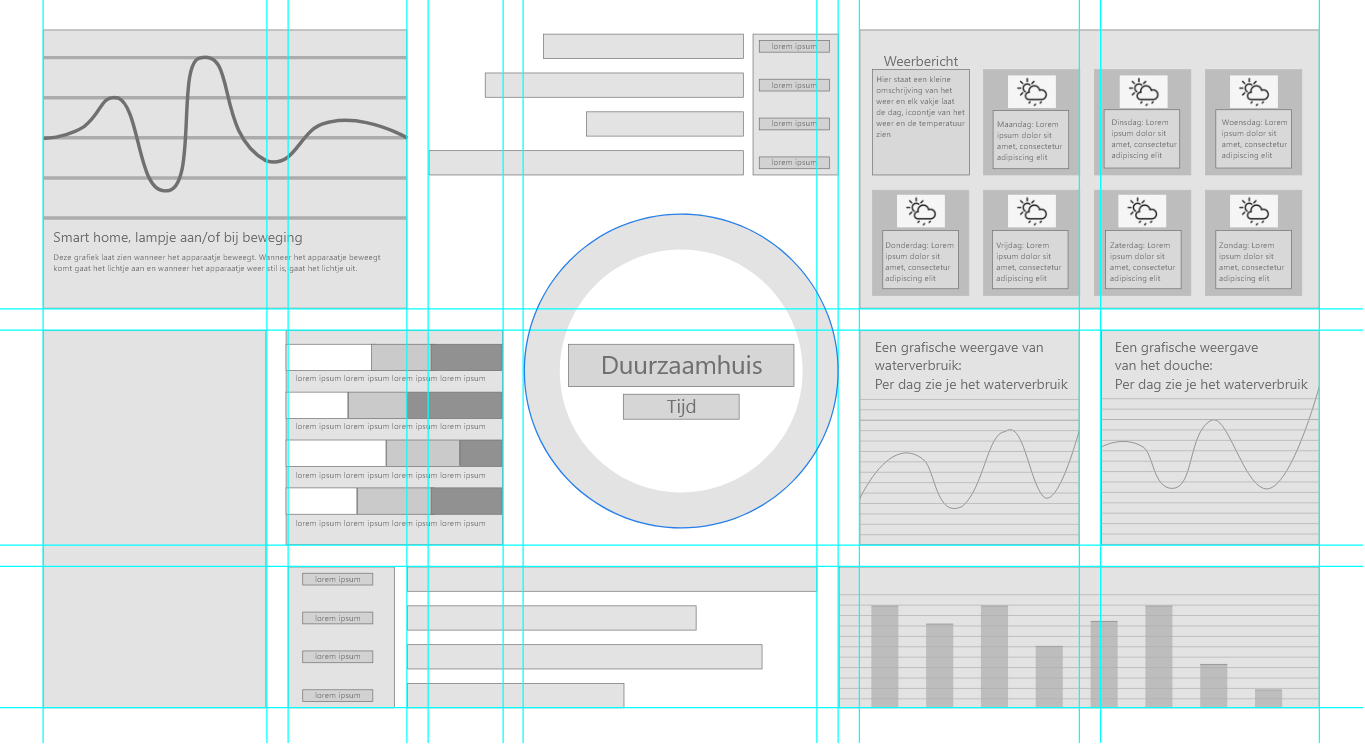 Smart home, lampje aan/of bij beweging
Deze grafiek laat zien wanneer het apparaatje beweegt. Wanneer het apparaatje beweegt
komt gaat het lichtje aan en wanneer het apparaatje weer stil is, gaat het lichtje uit.
lorem ipsum
lorem ipsum
lorem ipsum
lorem ipsum
Weerbericht
Hier staat een kleine
omschrijving van het
weer en elk vakje laat
de dag, icoontje van het
weer en de temperatuur
zien
Maandag: Lorem
ipsum dolor sit
amet, consectetur
adipiscing elit
Dinsdag: Lorem
ipsum dolor sit
amet, consectetur
adipiscing elit
Woensdag: Lorem
ipsum dolor sit
amet, consectetur
adipiscing elit
Donderdag: Lorem
ipsum dolor sit
amet, consectetur
adipiscing elit
Vrijdag: Lorem
ipsum dolor sit
amet, consectetur
adipiscing elit
Zaterdag: Lorem
ipsum dolor sit
amet, consectetur
adipiscing elit
Zondag: Lorem
ipsum dolor sit
amet, consectetur
adipiscing elit
lorem ipsum lorem ipsum lorem ipsum lorem ipsum
lorem ipsum lorem ipsum lorem ipsum lorem ipsum
lorem ipsum lorem ipsum lorem ipsum lorem ipsum
lorem ipsum lorem ipsum lorem ipsum lorem ipsum
Duurzaamhuis
Tijd
Een grafische weergave van
waterverbruik:
Per dag zie je het waterverbruik
Een grafische weergave
van het douche:
Per dag zie je het waterverbruik
lorem ipsum
lorem ipsum
lorem ipsum
lorem ipsum